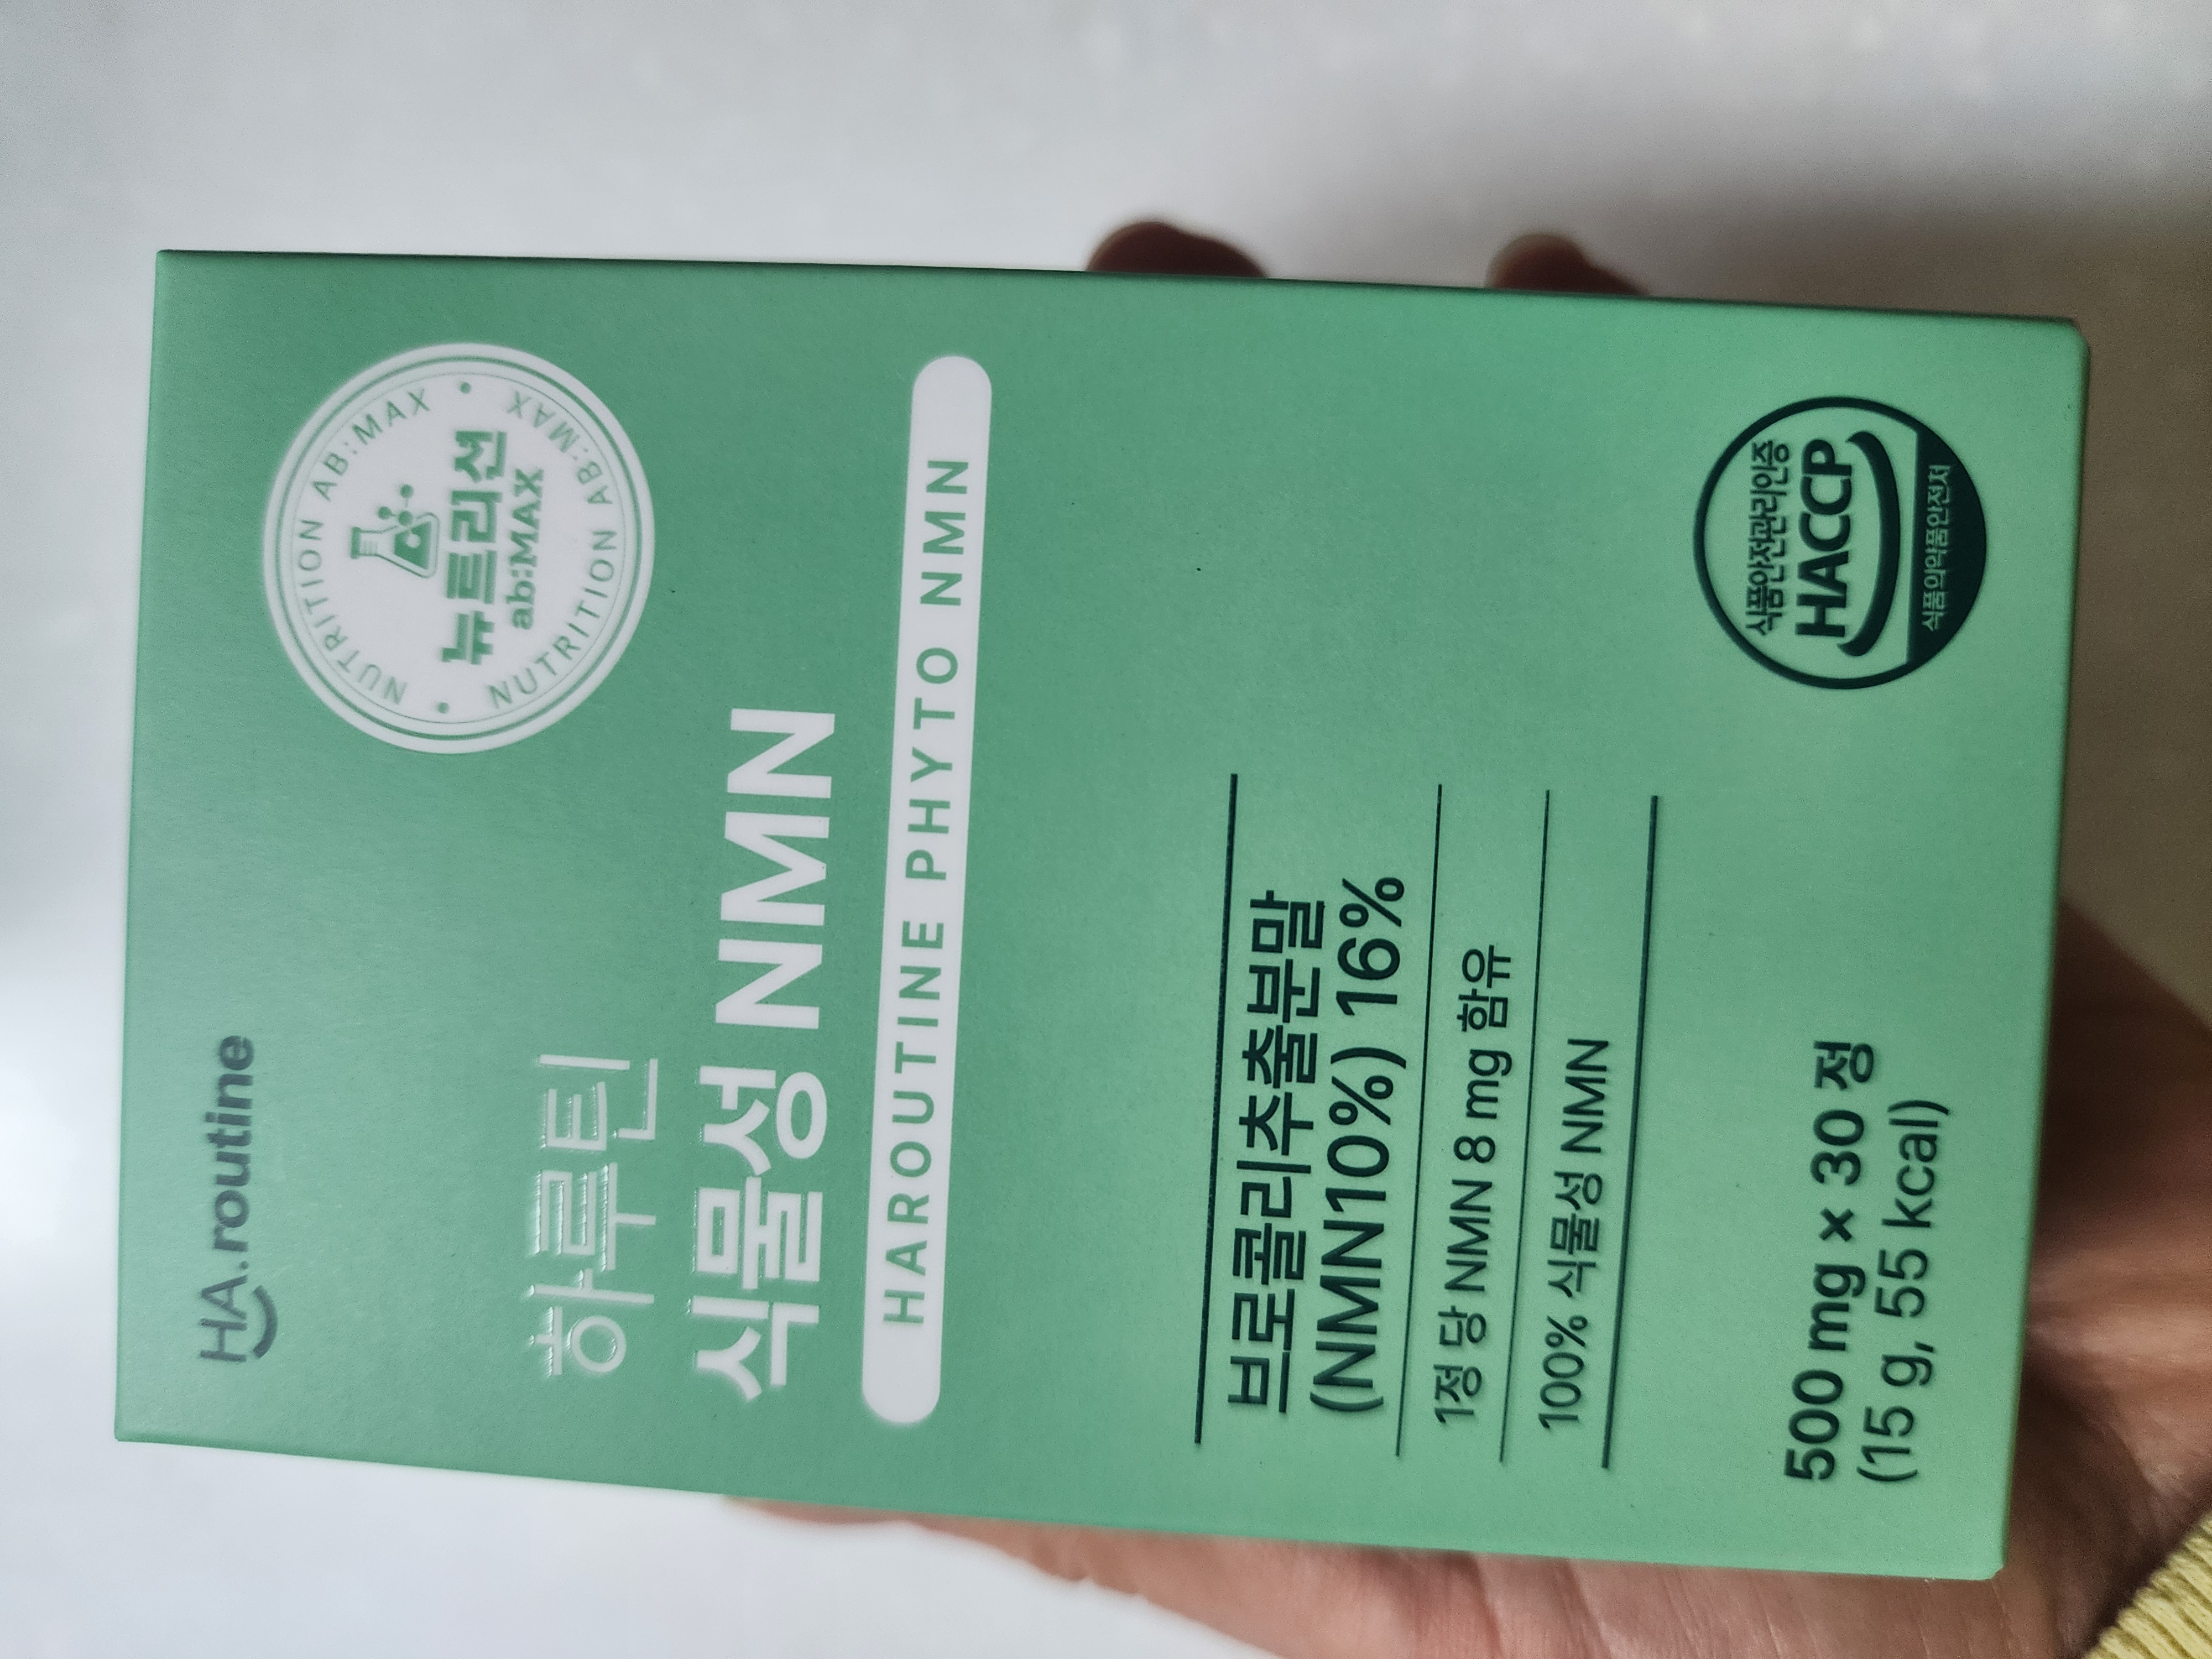 HA.routine
NUTRITION AB:MAX
뉴트리션
ab:MAX
NUTRITION AB:MAX
하루틴
식물성 NMN
HAROUTINE PHYTO NMN
브로콜리추출분말
(NMN10%) 16%
1정 당 NMN 8 mg 함유
100% 식물성 NMN
500 mg × 30 정
(15 g, 55 kcal)
식품안전관리인증
HACCP
식품의약품안전처